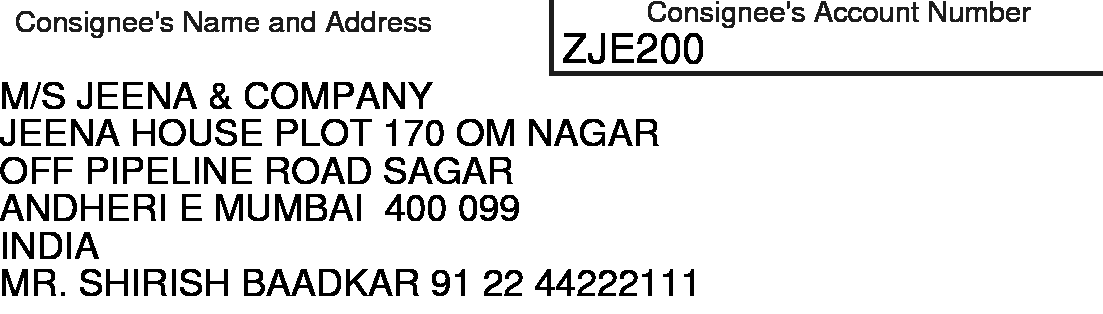 Consignee's Name and Address
Consignee's Account Number
ZJE200
M/S JEENA & COMPANY
JEENA HOUSE PLOT 170 OM NAGAR
OFF PIPELINE ROAD SAGAR
ANDHERI E MUMBAI  400 099
INDIA
MR. SHIRISH BAADKAR 91 22 44222111